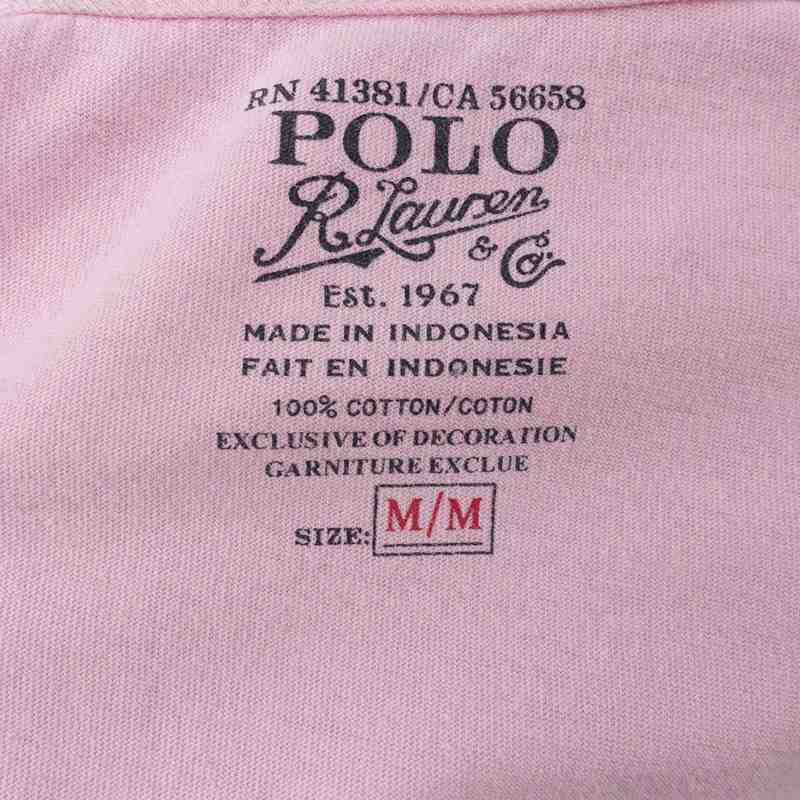 RN 41381/CA 56658
POLO
R Lauren
& Co.
Est. 1967
MADE IN INDONESIA
FAIT EN INDONESIE
100% COTTON/COTON
EXCLUSIVE OF DECORATION
GARNITURE EXCLUE
SIZE: M/M